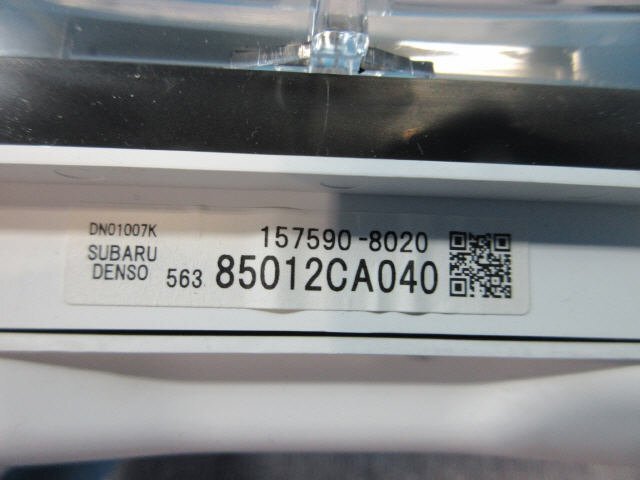 DN01007K
157590-8020
SUBARU
DENSO
563 85012CA040